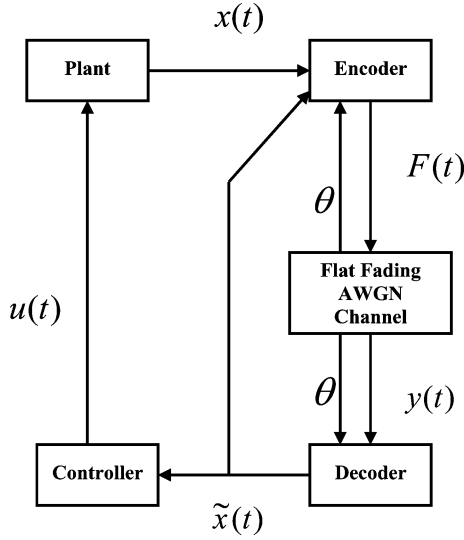 x(t)
Plant
Encoder
F(t)
θ
Flat Fading
AWGN
Channel
u(t)
θ
y(t)
Controller
Decoder
x̃(t)